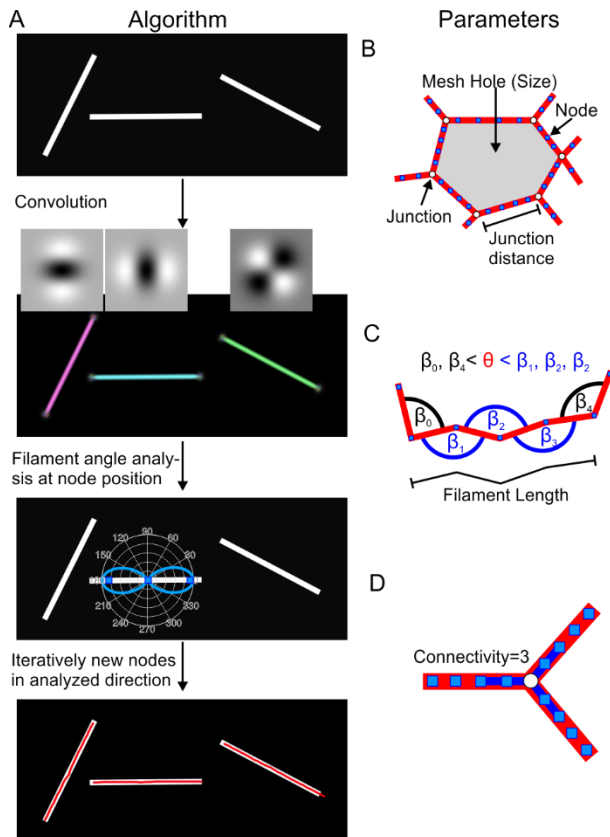 Algorithm
A
Convolution
Filament angle analy-
sis at node position
90
120
60
150
30
210
330
240
300
270
Iteratively new nodes
in analyzed direction
Parameters
B
Mesh Hole (Size)
Node
Junction
Junction
distance
C
β₀, β₄ < θ < β₁, β₂, β₂
β₀
β₁
β₂
β₃
β₄
Filament Length
D
Connectivity=3